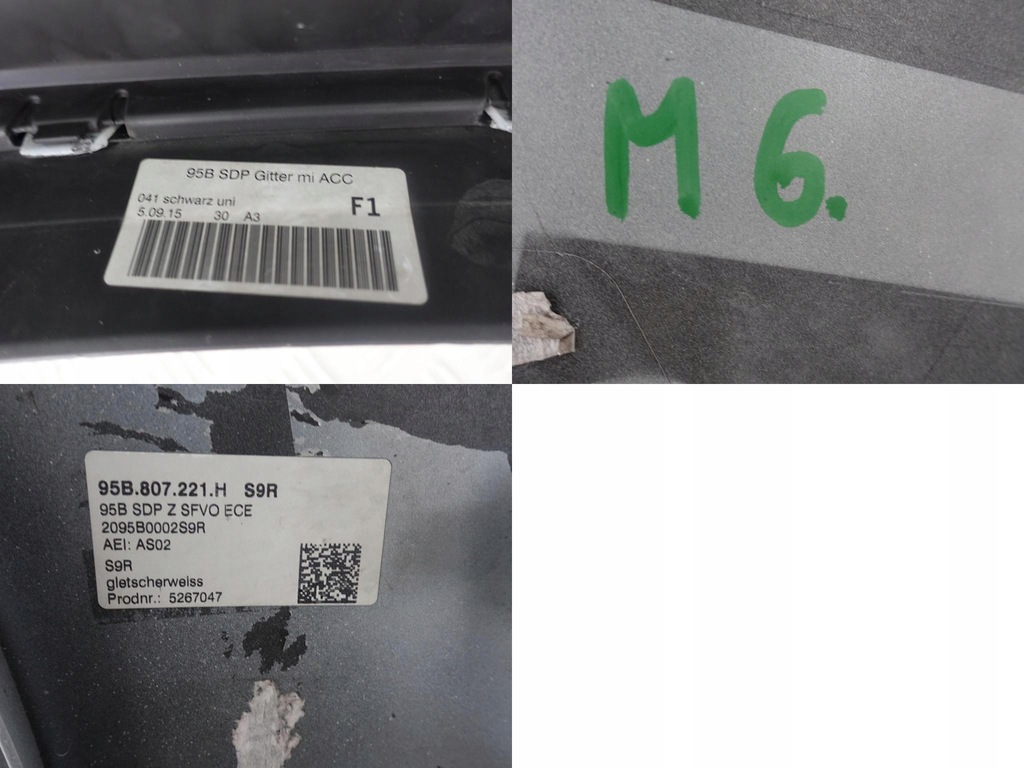 95B SDP Gitter mi ACC
041 schwarz uni
5.09.15 30 A3 F1
M 6.
95B.807.221.H S9R
95B SDP Z SFVO ECE
2095B0002S9R
AEI: AS02
S9R
gletscherweiss
Prodnr.: 5267047